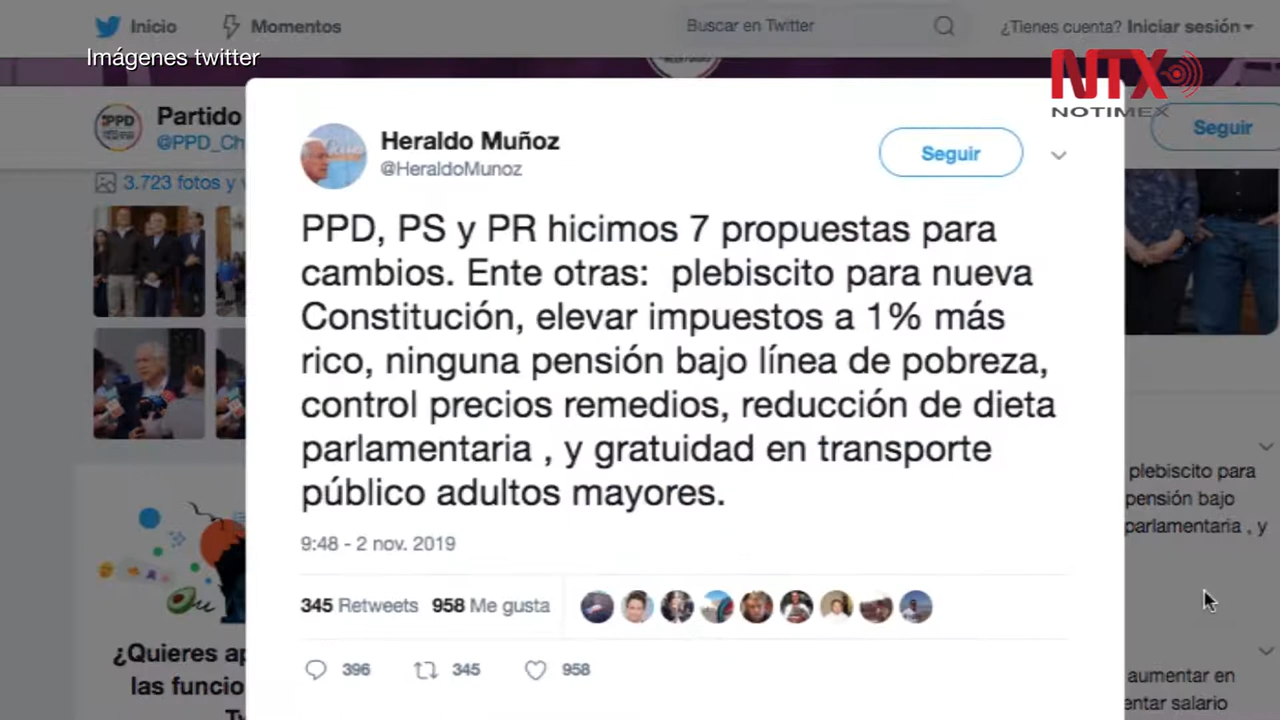 Inicio
Momentos
Buscar en Twitter
¿Tienes cuenta? Iniciar sesión
Imágenes twitter
NTX
NOTIMEX
PPD
Partido
@PPD_Ch
Seguir
3.723 fotos y v
Heraldo Muñoz
@HeraldoMunoz
Seguir
PPD, PS y PR hicimos 7 propuestas para
cambios. Ente otras: plebiscito para nueva
Constitución, elevar impuestos a 1% más
rico, ninguna pensión bajo línea de pobreza,
control precios remedios, reducción de dieta
parlamentaria , y gratuidad en transporte
público adultos mayores.
9:48 - 2 nov. 2019
345 Retweets 958 Me gusta
396 345 958
plebiscito para
pensión bajo
parlamentaria , y
¿Quieres ap
las funcio
aumentar en
entar salario